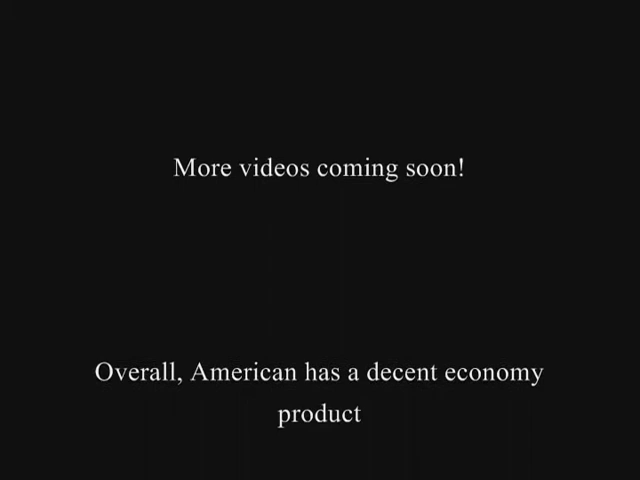 More videos coming soon!
Overall, American has a decent economy
product